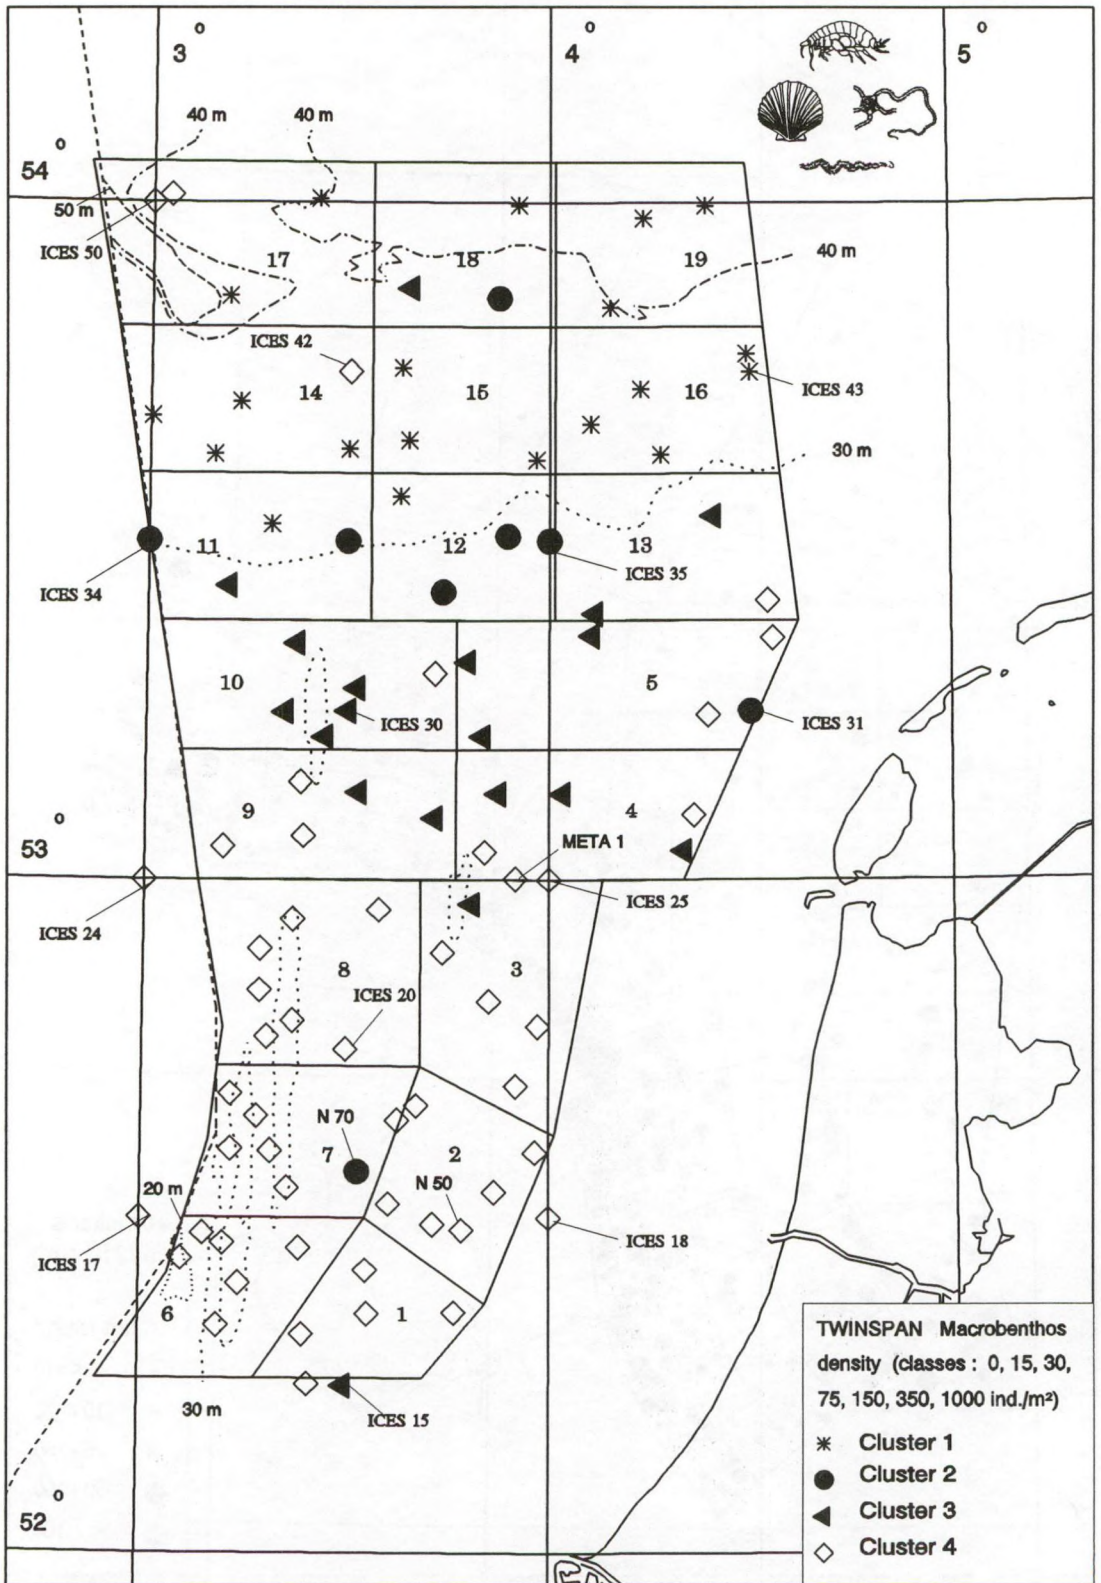 3 o
4 o
5 o
40 m
40 m
54 o
50 m
ICES 50
17
18
19
40 m
ICES 42
14
15
16
ICES 43
30 m
11
12
13
ICES 34
ICES 35
10
5
ICES 30
ICES 31
9
4
53 o
META 1
ICES 24
ICES 25
8
3
ICES 20
N 70
7
2
N 50
20 m
ICES 17
ICES 18
6
1
30 m
ICES 15
52 o
TWINSPAN Macrobenthos
density (classes : 0, 15, 30,
75, 150, 350, 1000 ind./m²)
Cluster 1
Cluster 2
Cluster 3
Cluster 4